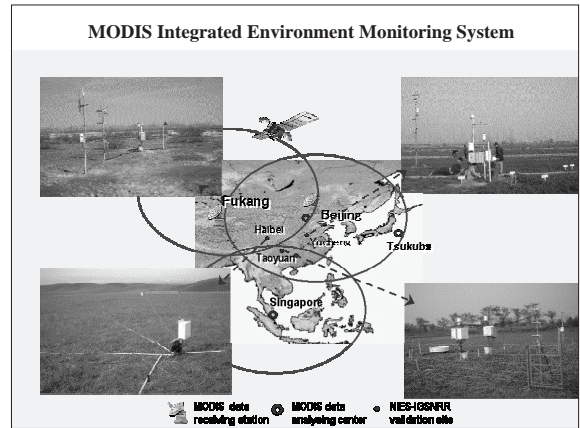 MODIS Integrated Environment Monitoring System
Fukang
Beijing
Haibei
Yucheng
Tsukuba
Taoyuan
Singapore
MODIS data
receiving station
MODIS data
analysing center
NIES-IGSNRR
validation site